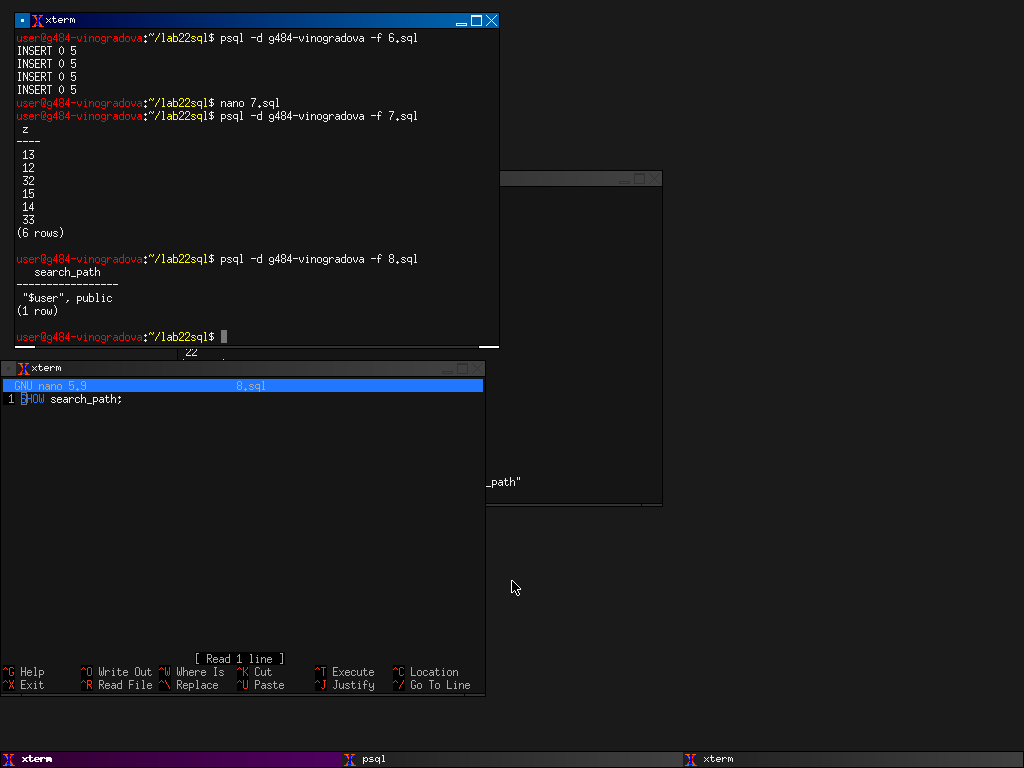 xterm
user@g484-vinogradova:~/lab22sql$ psql -d g484-vinogradova -f 6.sql
INSERT 0 5
INSERT 0 5
INSERT 0 5
INSERT 0 5
user@g484-vinogradova:~/lab22sql$ nano 7.sql
user@g484-vinogradova:~/lab22sql$ psql -d g484-vinogradova -f 7.sql
z
----
13
12
32
15
14
33
(6 rows)
user@g484-vinogradova:~/lab22sql$ psql -d g484-vinogradova -f 8.sql
search_path
-----------------
"$user", public
(1 row)
user@g484-vinogradova:~/lab22sql$
22
xterm
GNU nano 5.9 8.sql
1 SHOW search_path;
_path"
[ Read 1 line ]
^G Help ^O Write Out ^W Where Is ^K Cut ^T Execute ^C Location
^X Exit ^R Read File ^\ Replace ^U Paste ^J Justify ^/ Go To Line
xterm psql xterm